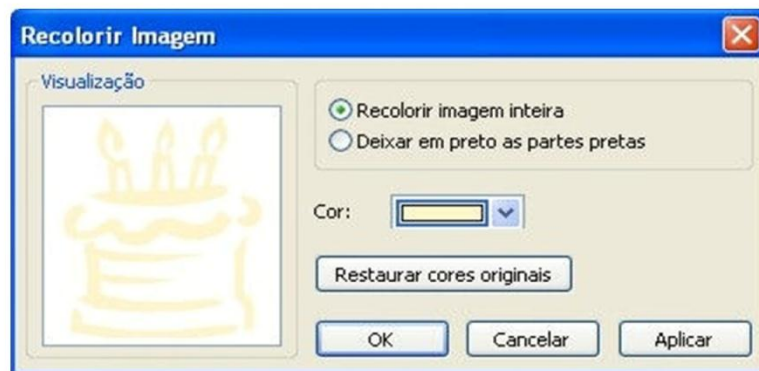 Recolorir Imagem
Visualização
Recolorir imagem inteira
Deixar em preto as partes pretas
Cor:
Restaurar cores originais
OK
Cancelar
Aplicar